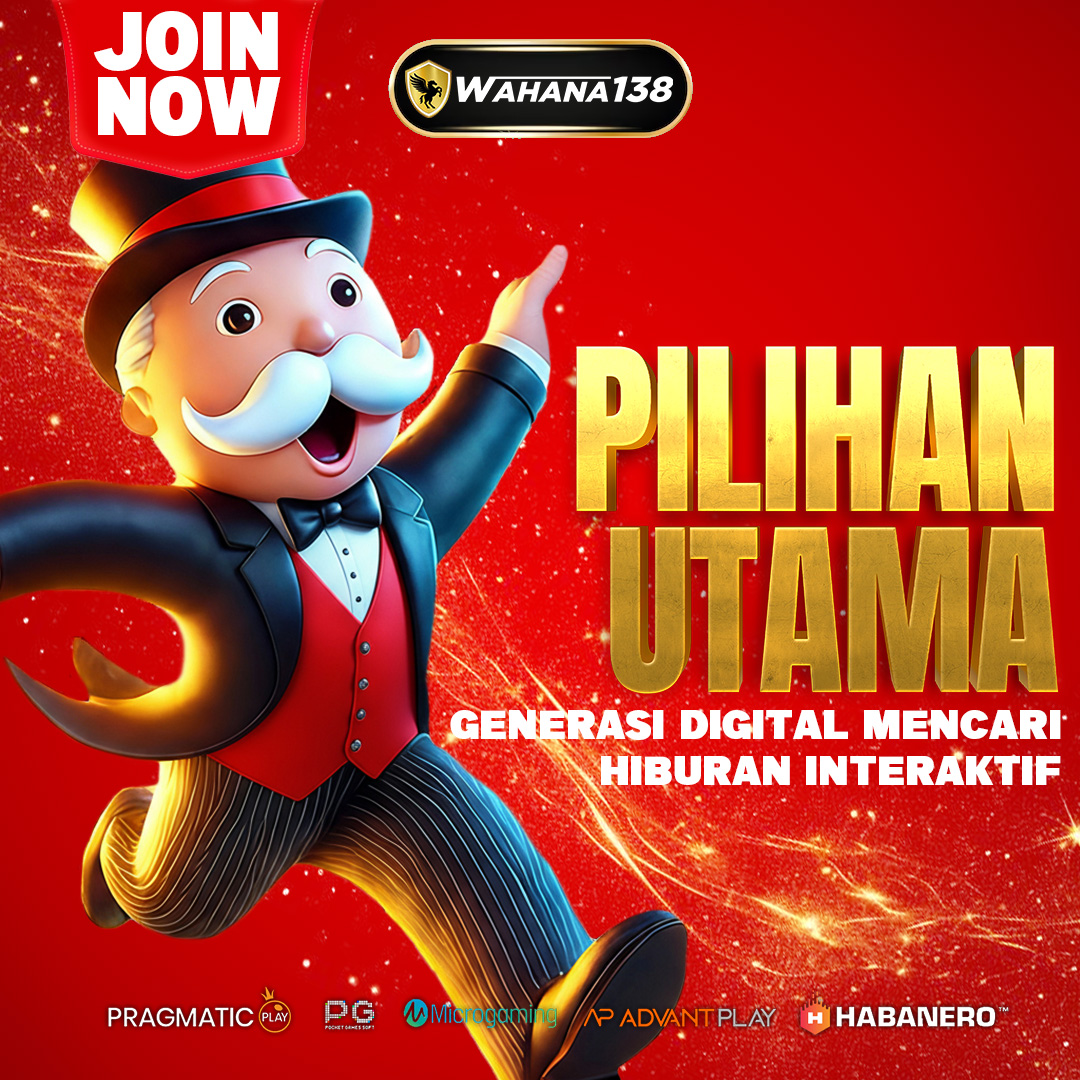 JOIN
NOW
WAHANA138
PILIHAN
UTAMA
GENERASI DIGITAL MENCARI
HIBURAN INTERAKTIF
PRAGMATIC PLAY
PG
POCKET GAMES SOFT
Microgaming
AP ADVANTPLAY
H HABANERO™